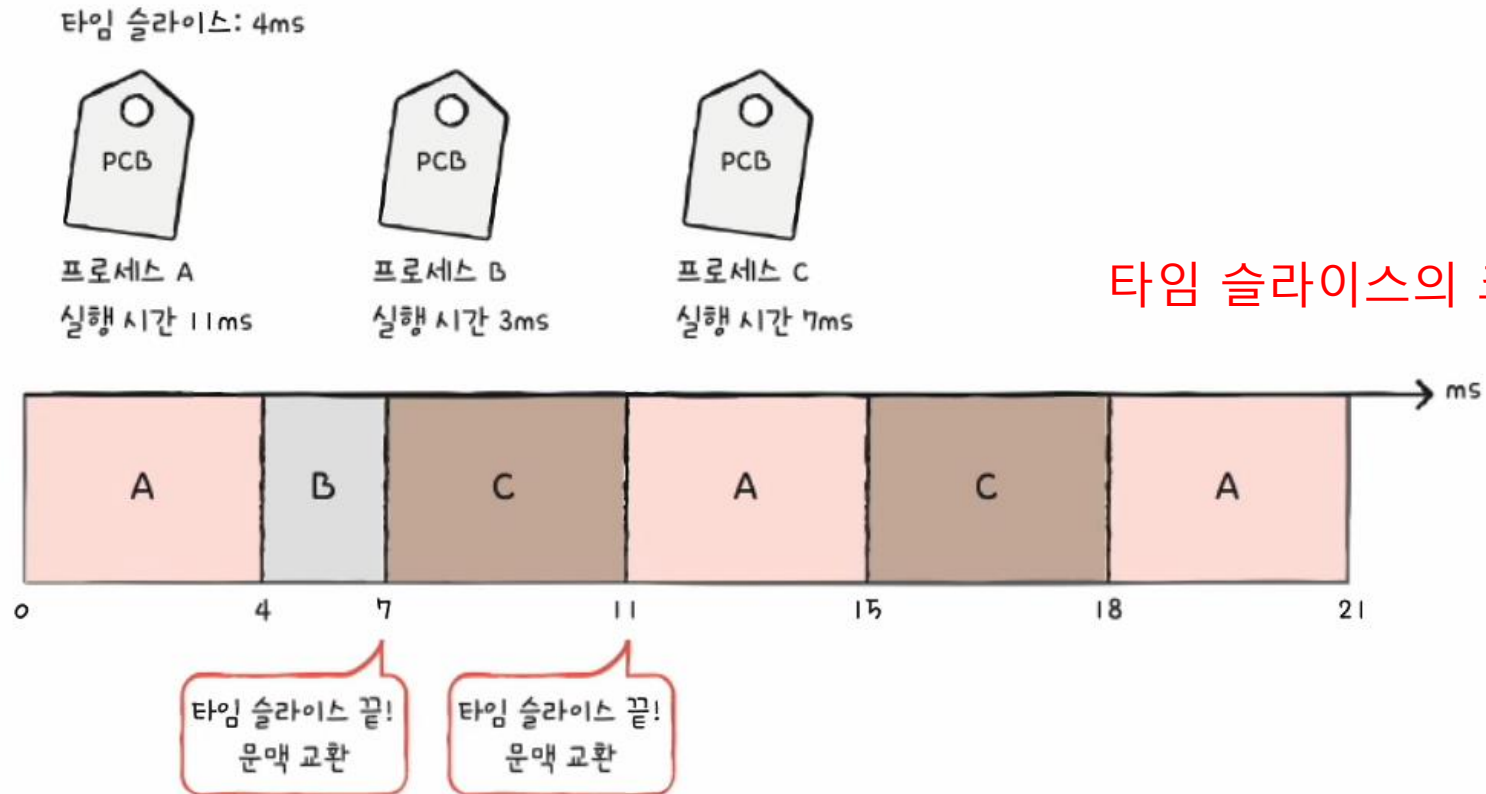 타임 슬라이스: 4ms
PCB
PCB
PCB
프로세스 A
실행 시간 11ms
프로세스 B
실행 시간 3ms
프로세스 C
실행 시간 7ms
타임 슬라이스의
ms
A B C A C A
0 4 7 11 15 18 21
타임 슬라이스 끝!
문맥 교환
타임 슬라이스 끝!
문맥 교환